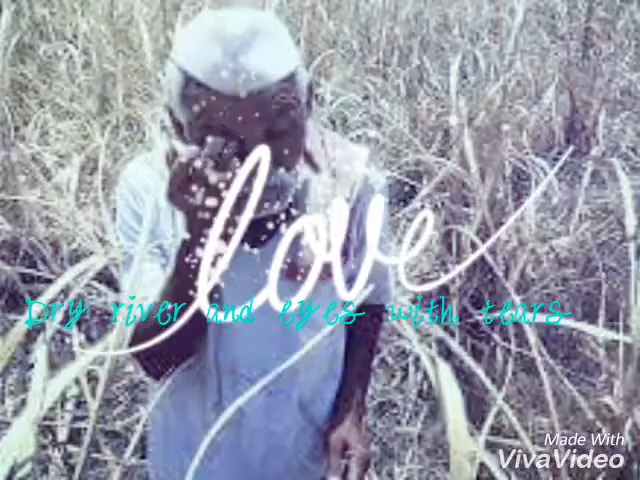 love
Dry river and eyes with tears
Made With
VivaVideo